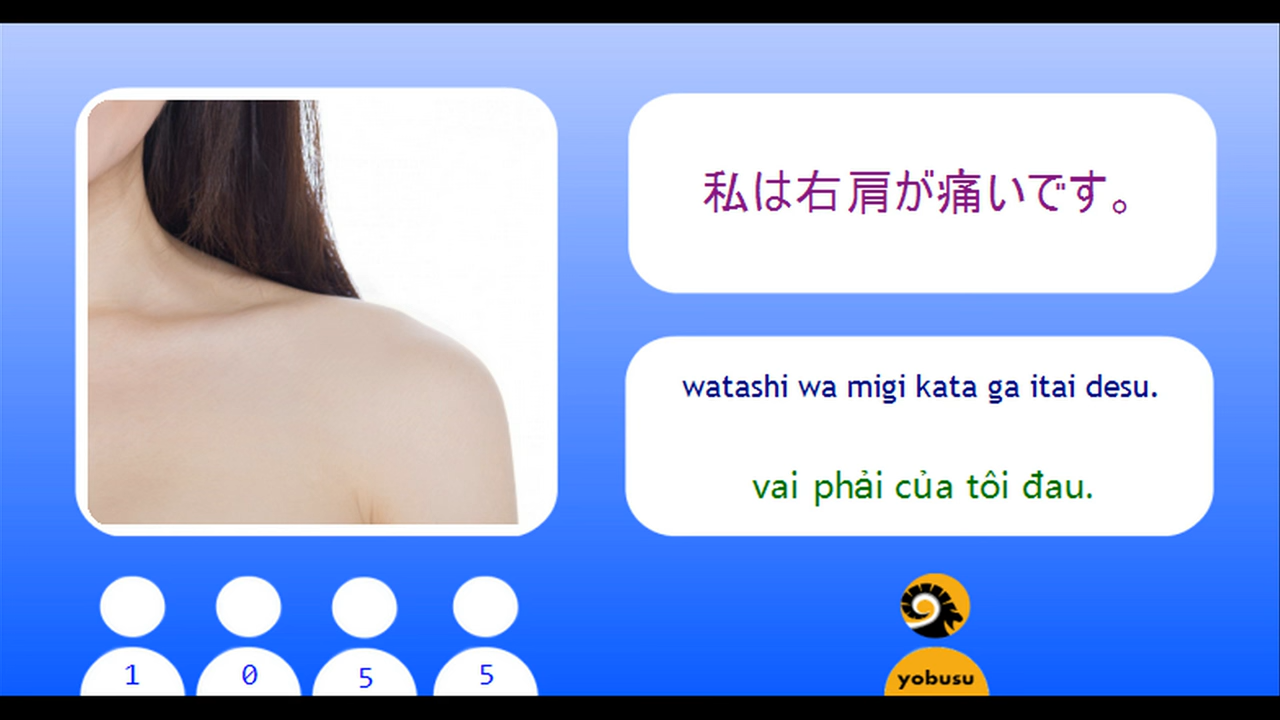 私は右肩が痛いです。
watashi wa migi kata ga itai desu.
vai phải của tôi đau.
1 0 5 5
yobusu